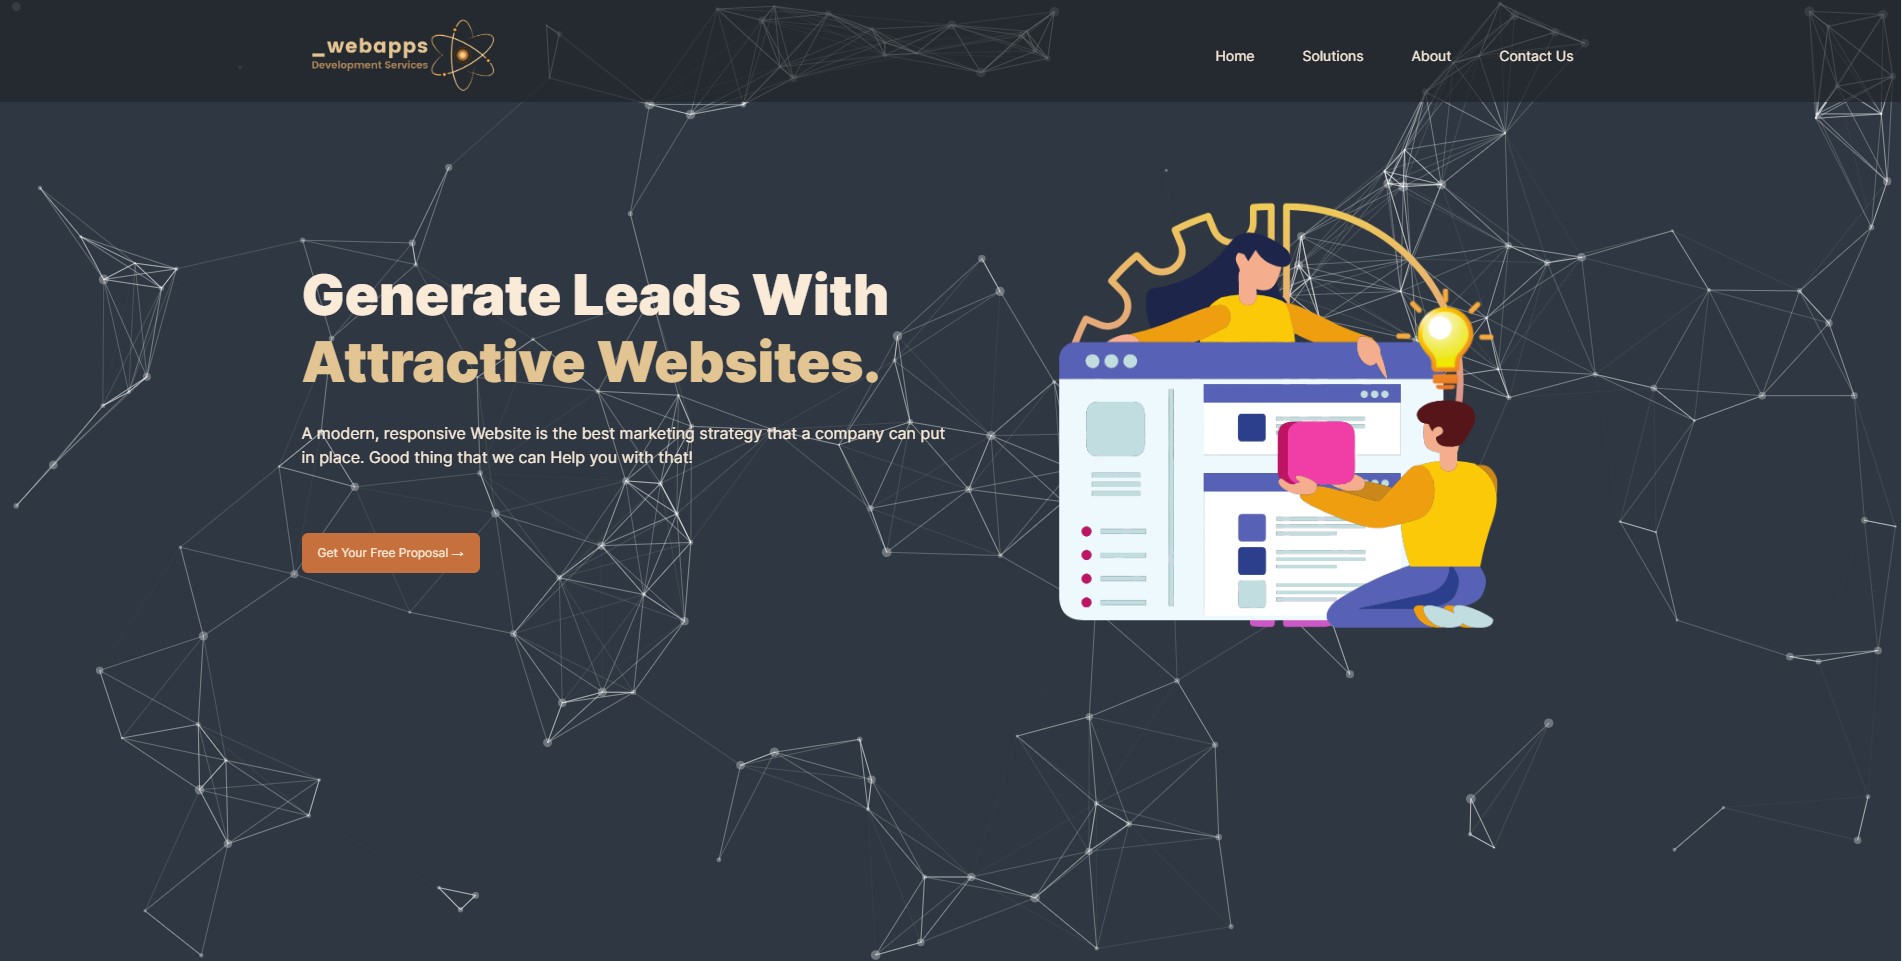 _webapps
Development Services
Home
Solutions
About
Contact Us
Generate Leads With
Attractive Websites.
A modern, responsive Website is the best marketing strategy that a company can put
in place. Good thing that we can Help you with that!
Get Your Free Proposal →